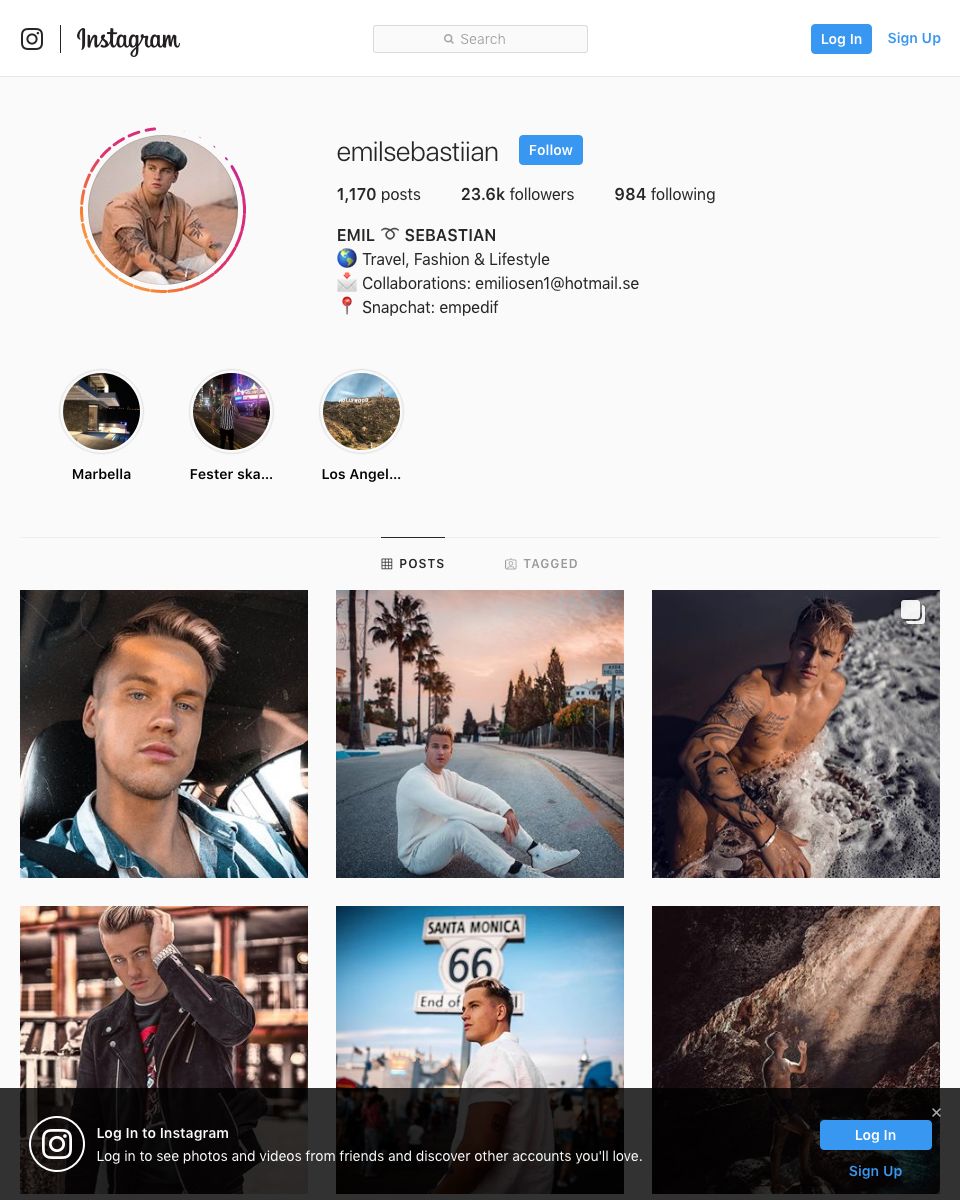 Instagram
Search
Log In
Sign Up
emilsebastiian
Follow
1,170 posts
23.6k followers
984 following
EMIL ➰ SEBASTIAN
🌎 Travel, Fashion & Lifestyle
📩 Collaborations: emiliosen1@hotmail.se
📍 Snapchat: empedif
Marbella
Fester ska...
Los Angel...
POSTS
TAGGED
SANTA MONICA
66
End of
Log In to Instagram
Log in to see photos and videos from friends and discover other accounts you'll love.
Log In
Sign Up